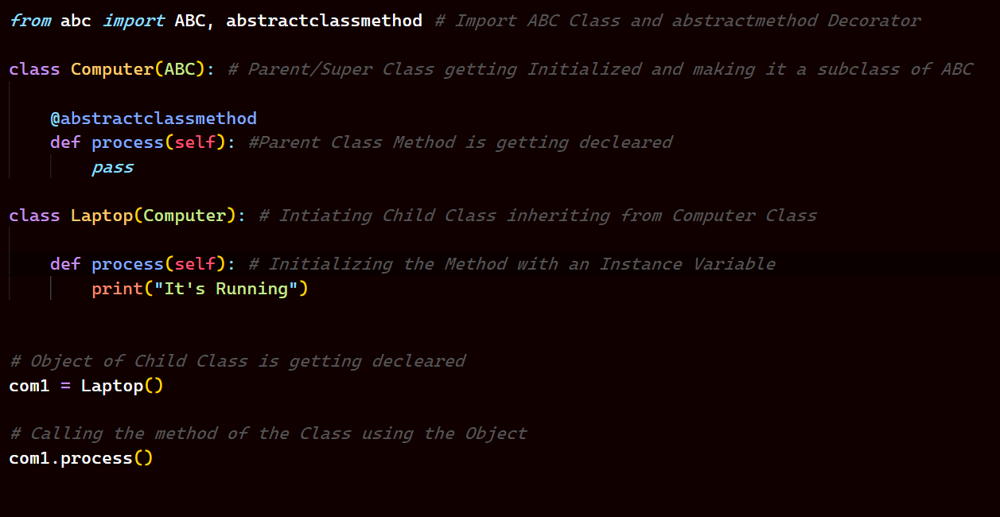 from abc import ABC, abstractclassmethod # Import ABC Class and abstractmethod Decorator
class Computer(ABC): # Parent/Super Class getting Initialized and making it a subclass of ABC
@abstractclassmethod
def process(self): #Parent Class Method is getting decleared
pass
class Laptop(Computer): # Intiating Child Class inheriting from Computer Class
def process(self): # Initializing the Method with an Instance Variable
print("It's Running")
# Object of Child Class is getting decleared
com1 = Laptop()
# Calling the method of the Class using the Object
com1.process()